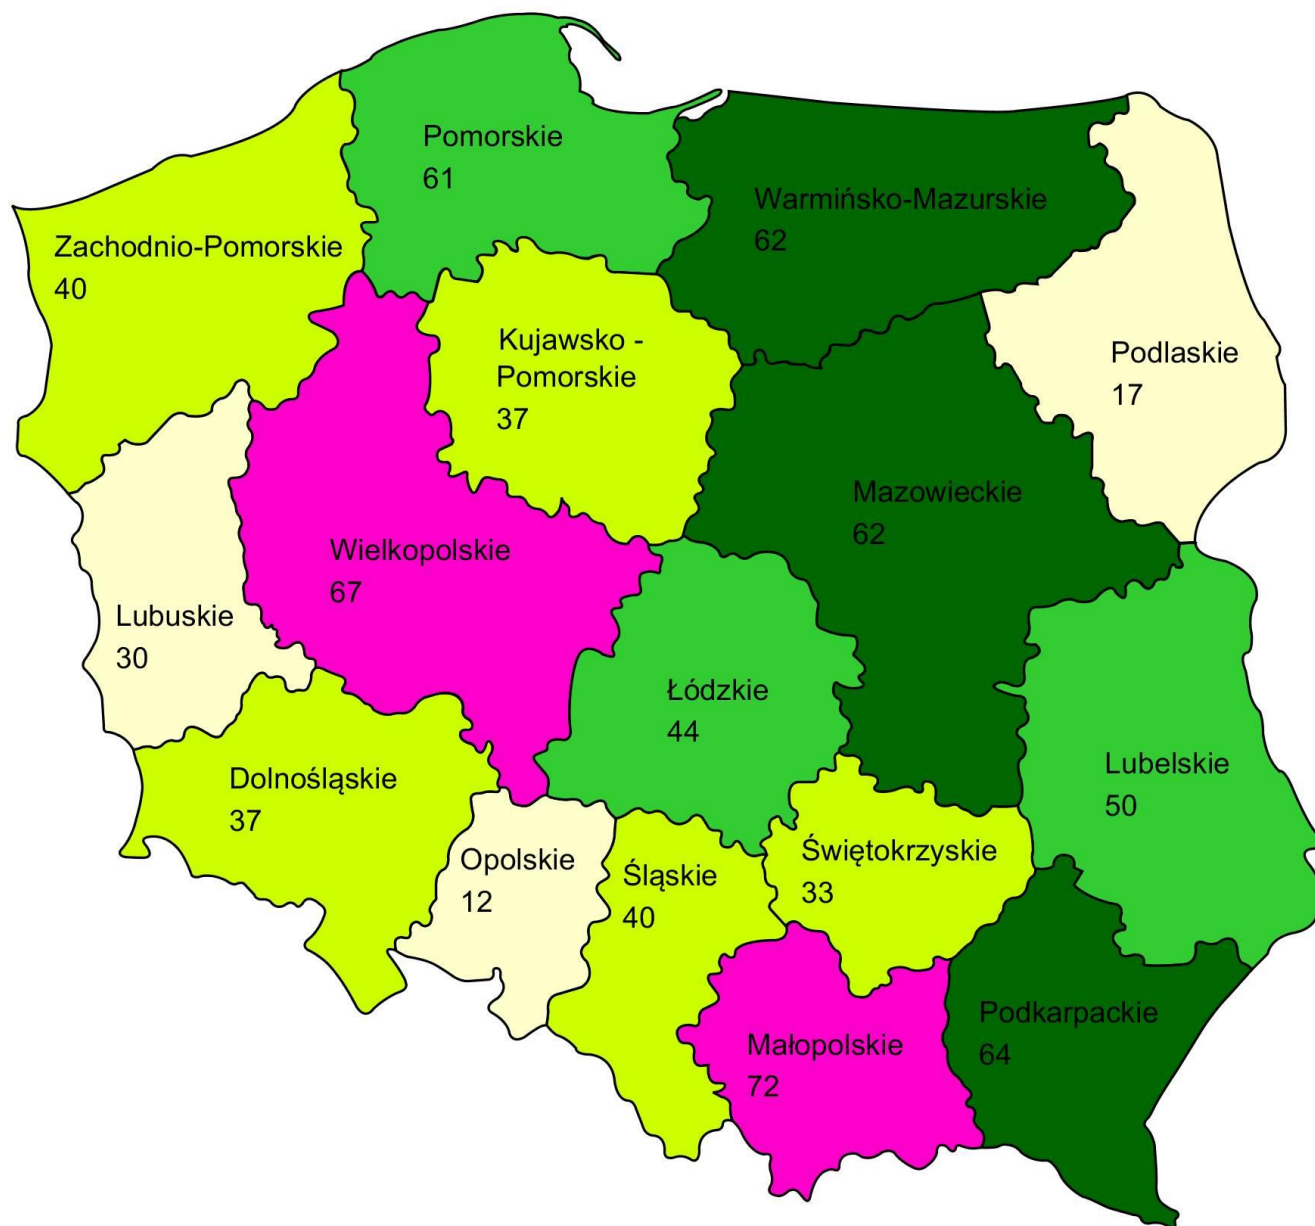 Pomorskie
61
Warmińsko-Mazurskie
62
Zachodnio-Pomorskie
40
Kujawsko -
Pomorskie
37
Podlaskie
17
Mazowieckie
62
Wielkopolskie
67
Lubuskie
30
Łódzkie
44
Dolnośląskie
37
Lubelskie
50
Opolskie
12
Śląskie
40
Świętokrzyskie
33
Podkarpackie
64
Małopolskie
72